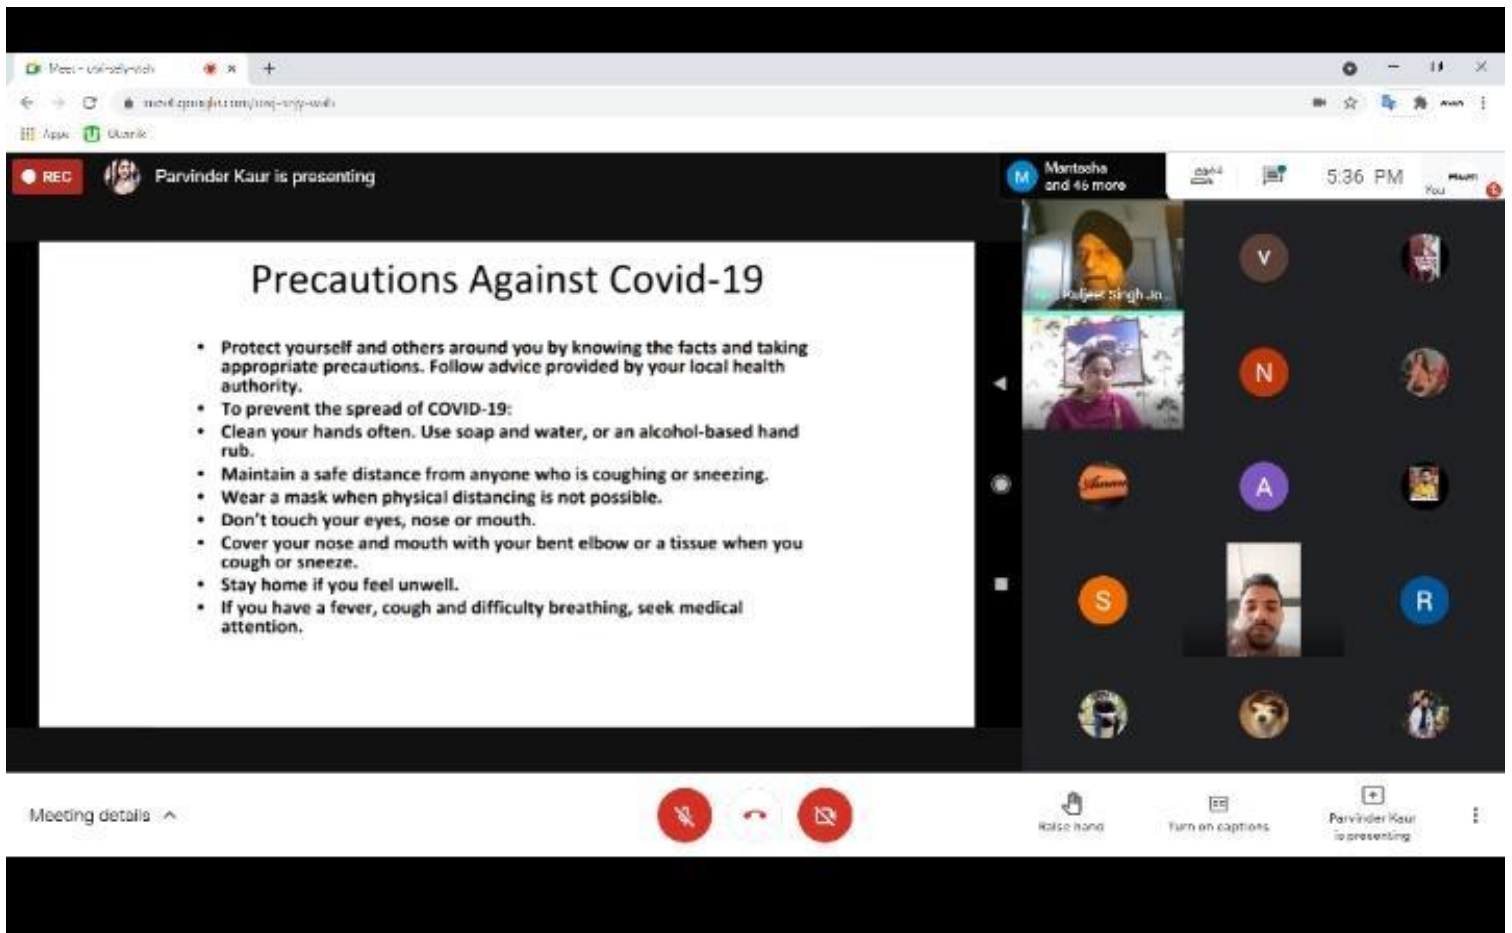 +
Apps
REC
Parvinder Kaur is presenting
M
Mantasha
and 46 more
5:36 PM
You
Precautions Against Covid-19
• Protect yourself and others around you by knowing the facts and taking
appropriate precautions. Follow advice provided by your local health
authority.
• To prevent the spread of COVID-19:
• Clean your hands often. Use soap and water, or an alcohol-based hand
rub.
• Maintain a safe distance from anyone who is coughing or sneezing.
• Wear a mask when physical distancing is not possible.
• Don't touch your eyes, nose or mouth.
• Cover your nose and mouth with your bent elbow or a tissue when you
cough or sneeze.
• Stay home if you feel unwell.
• If you have a fever, cough and difficulty breathing, seek medical
attention.
Kuljeet Singh Jo...
V
N
A
S
R
Meeting details
Raise hand
Turn on captions
Parvinder Kaur
is presenting